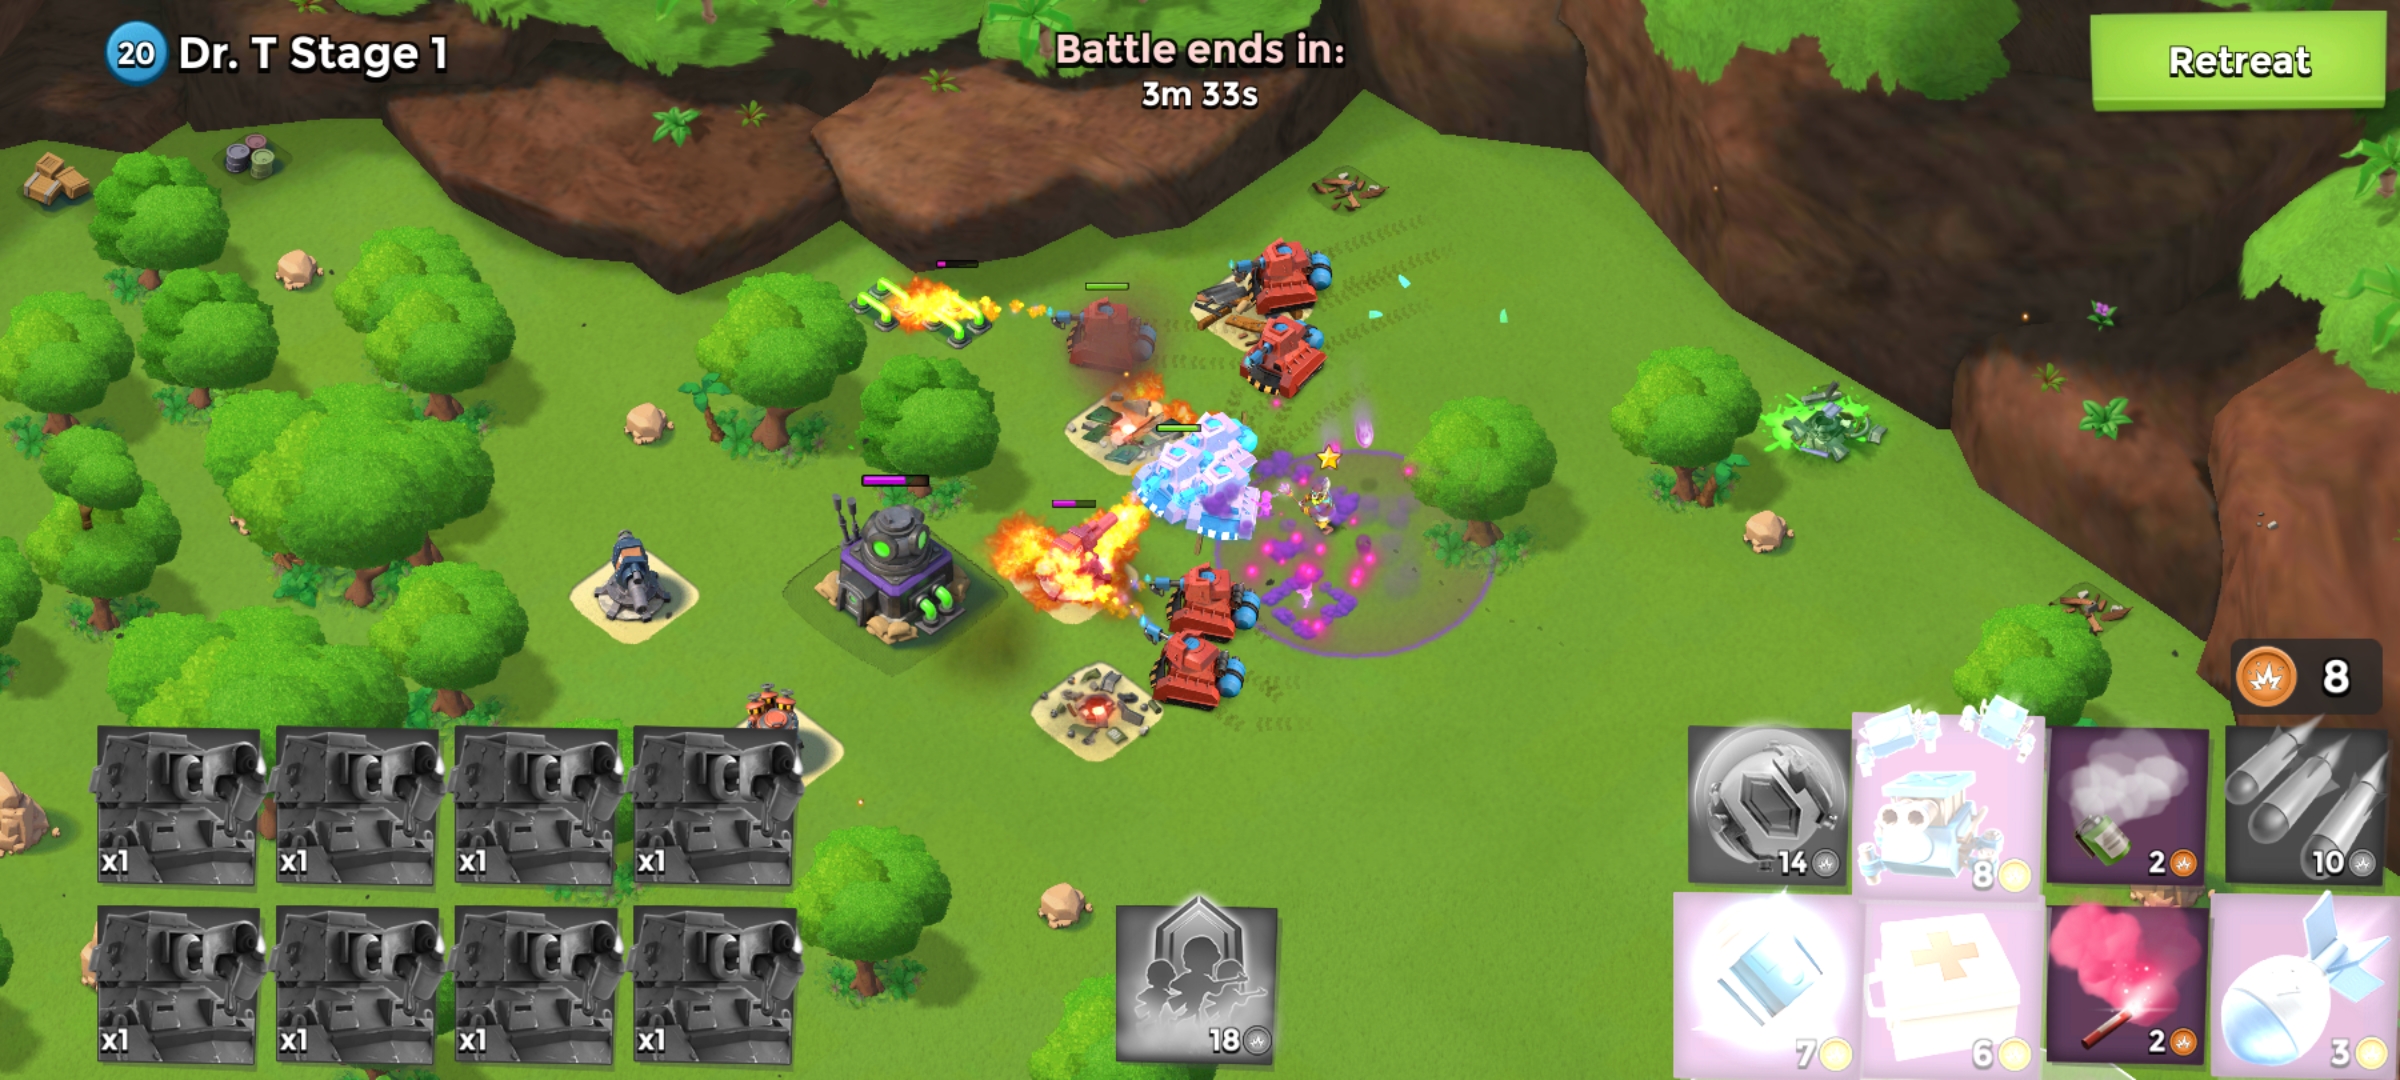 20 Dr. T Stage 1
Battle ends in:
3m 33s
Retreat
8
x1 x1 x1 x1
14 8 2 10
x1 x1 x1 x1
18
7 6 2 3